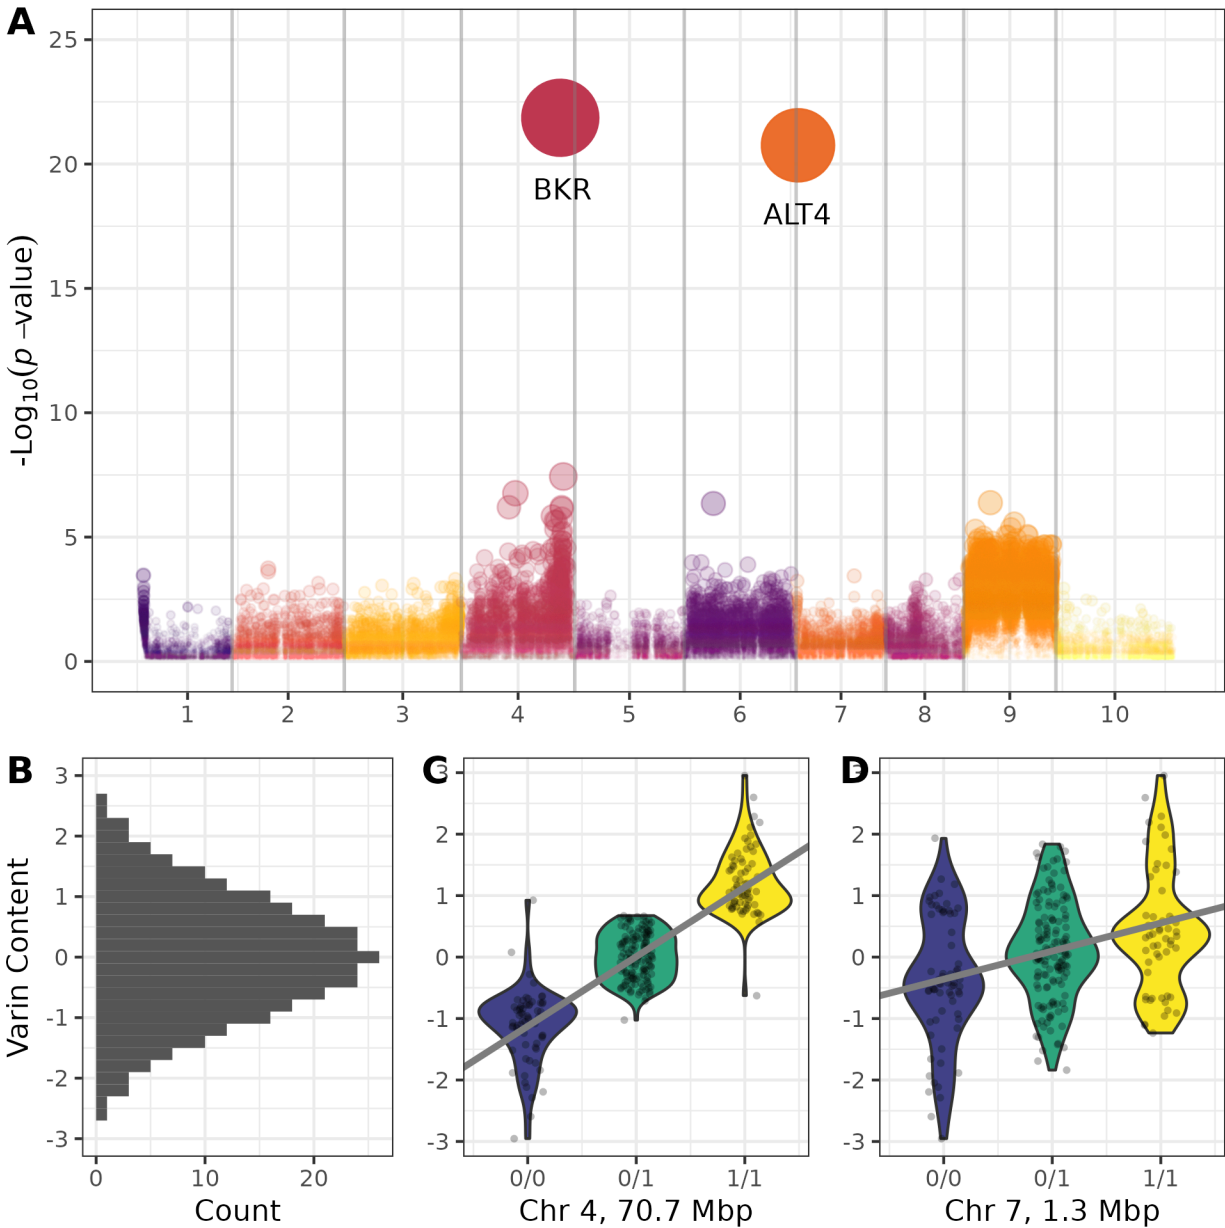 A
25
20
15
10
5
0
-Log10(p –value)
BKR
ALT4
1 2 3 4 5 6 7 8 9 10
B
3
2
1
0
-1
-2
-3
Varin Content
0 10 20
Count
C
3
2
1
0
-1
-2
-3
0/0 0/1 1/1
Chr 4, 70.7 Mbp
D
3
2
1
0
-1
-2
-3
0/0 0/1 1/1
Chr 7, 1.3 Mbp